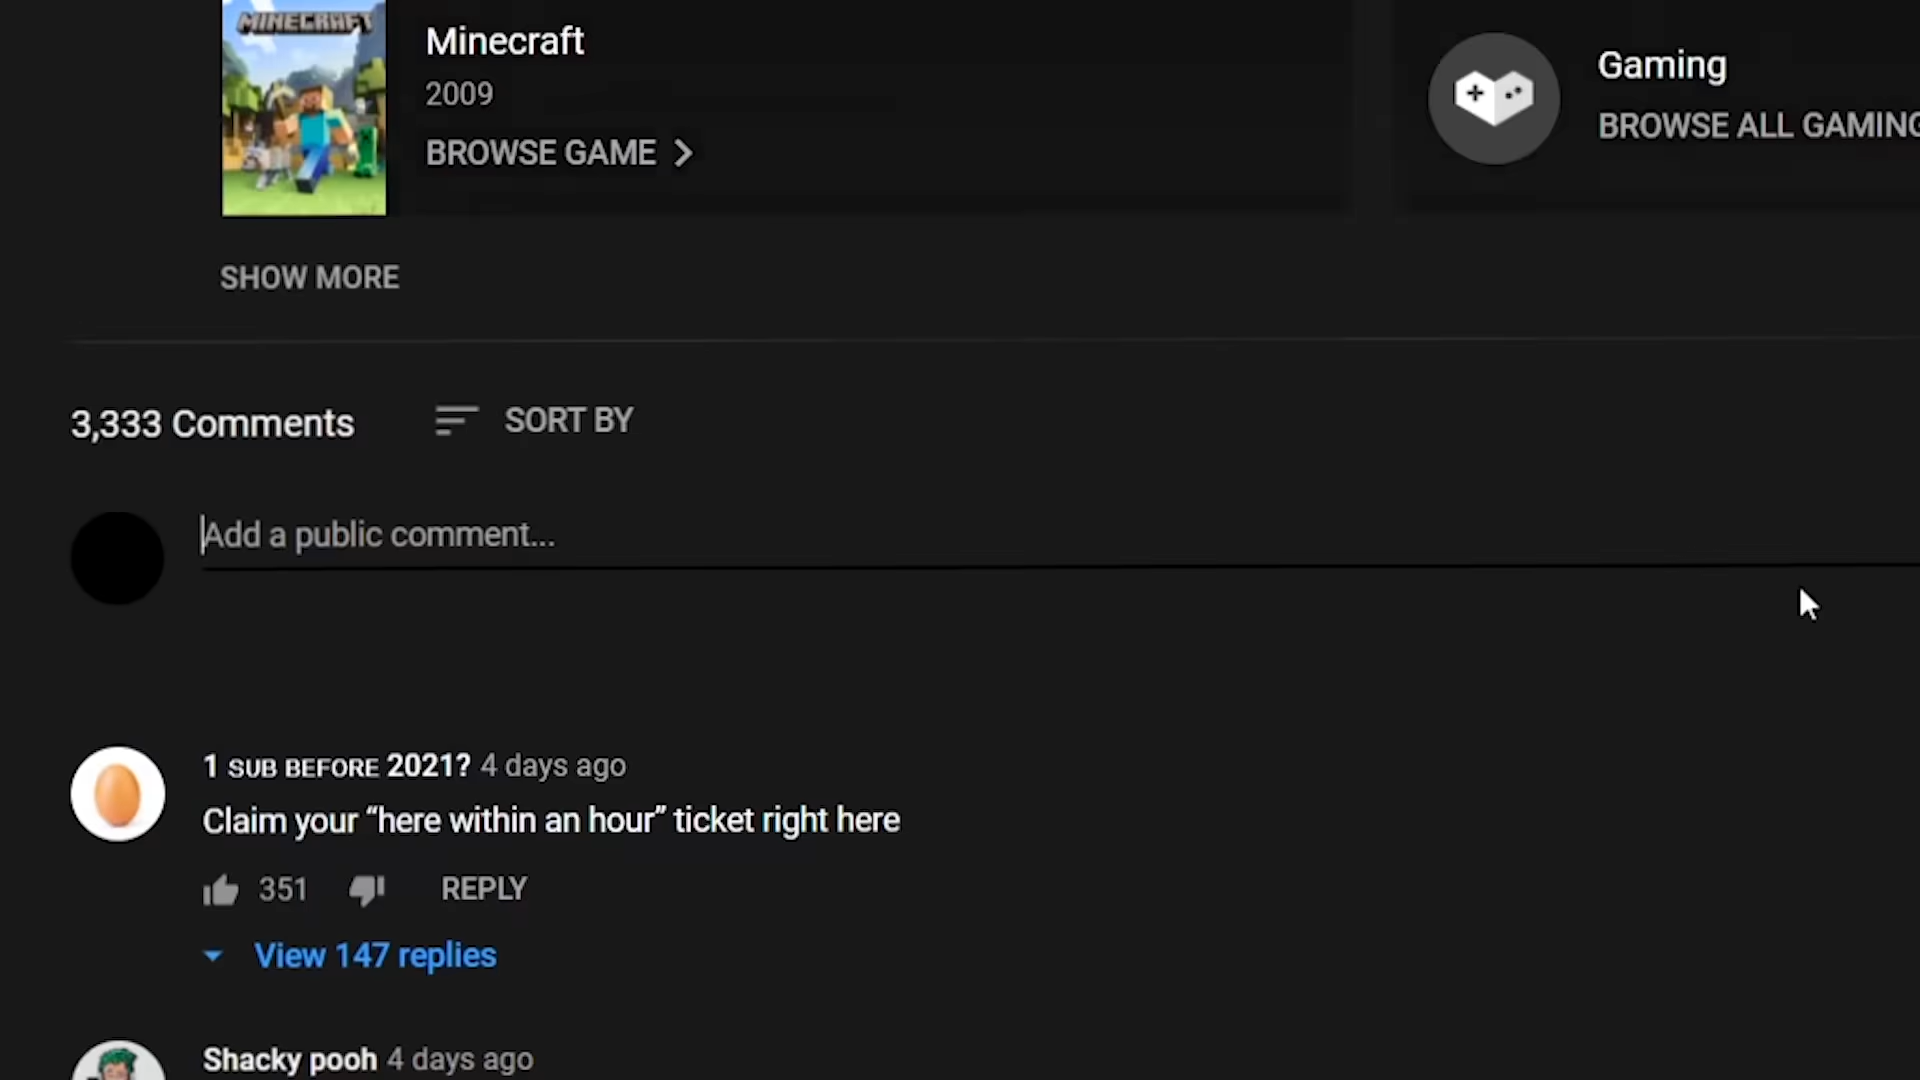 MINECRAFT
Minecraft
2009
BROWSE GAME
Gaming
BROWSE ALL GAMING
SHOW MORE
3,333 Comments
SORT BY
Add a public comment...
1 SUB BEFORE 2021? 4 days ago
Claim your “here within an hour” ticket right here
351
REPLY
View 147 replies
Shacky pooh 4 days ago